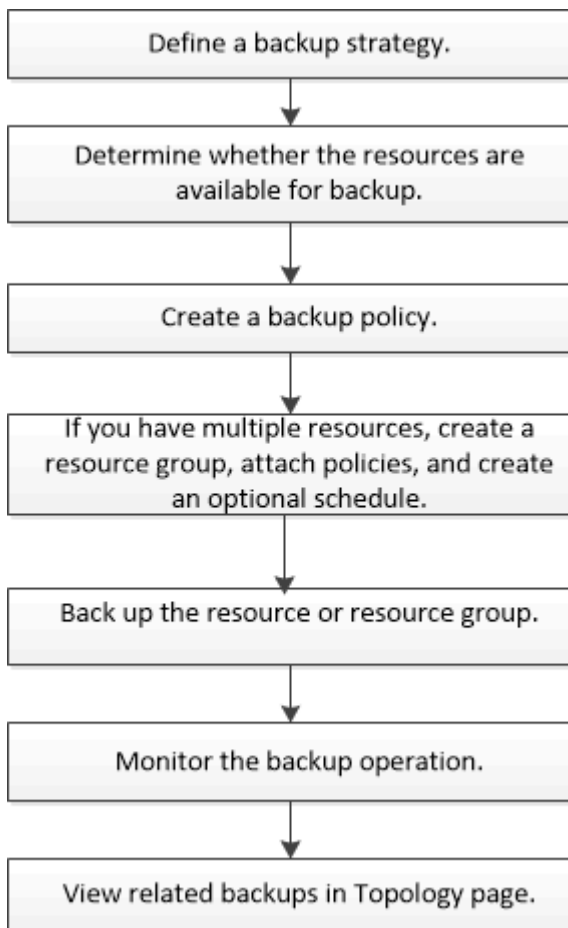 Define a backup strategy.
Determine whether the resources are
available for backup.
Create a backup policy.
If you have multiple resources, create a
resource group, attach policies, and create
an optional schedule.
Back up the resource or resource group.
Monitor the backup operation.
View related backups in Topology page.